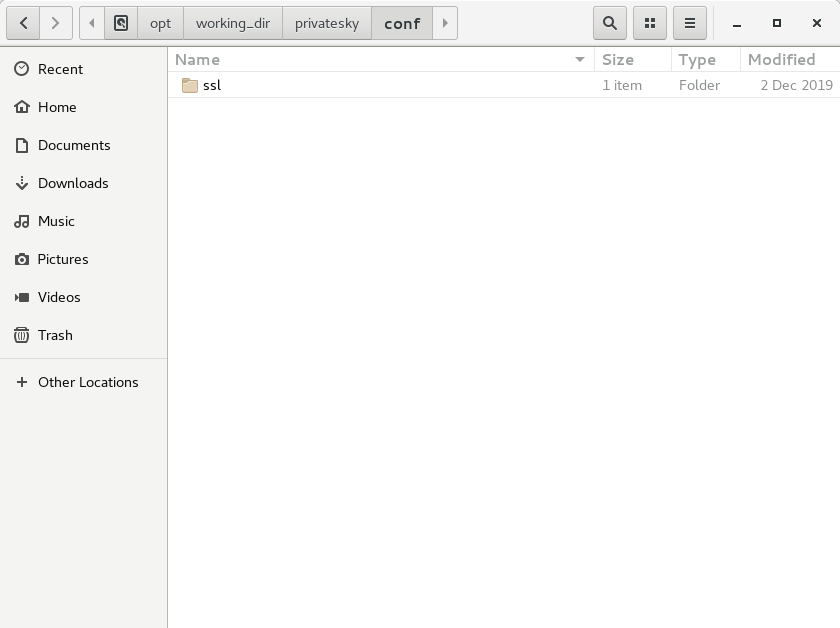 opt working_dir privatesky conf
Name Size Type Modified
ssl 1 item Folder 2 Dec 2019
Recent
Home
Documents
Downloads
Music
Pictures
Videos
Trash
Other Locations